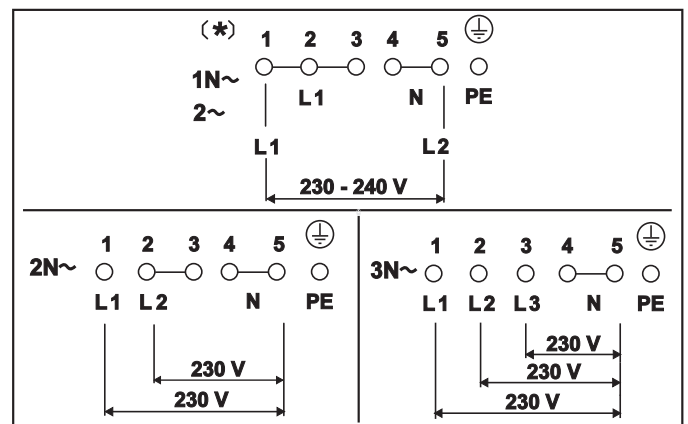 (*) 1 2 3 4 5
1N~ L1 N PE
2~
L1 L2
230 - 240 V
1 2 3 4 5
2N~
L1 L2 N PE
230 V
230 V
1 2 3 4 5
3N~
L1 L2 L3 N PE
230 V
230 V
230 V